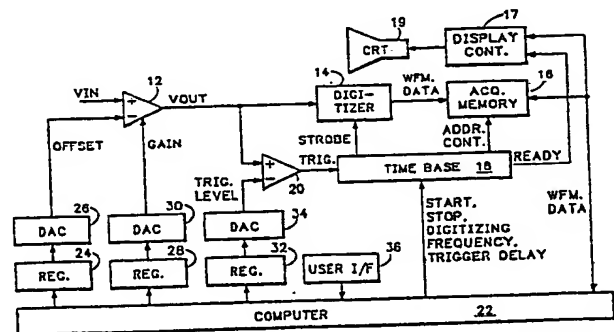 19
17
CRT
DISPLAY
CONT.
14
16
VIN
12
VOUT
DIGI-
TIZER
WFM.
DATA
ACQ.
MEMORY
OFFSET
GAIN
STROBE
ADDR.
CONT.
TRIG.
TIME BASE 18
READY
20
TRIG.
LEVEL
26
30
34
DAC
DAC
DAC
START,
STOP,
DIGITIZING
FREQUENCY,
TRIGGER DELAY
WFM.
DATA
24
28
32
36
REG.
REG.
REG.
USER I/F
COMPUTER 22